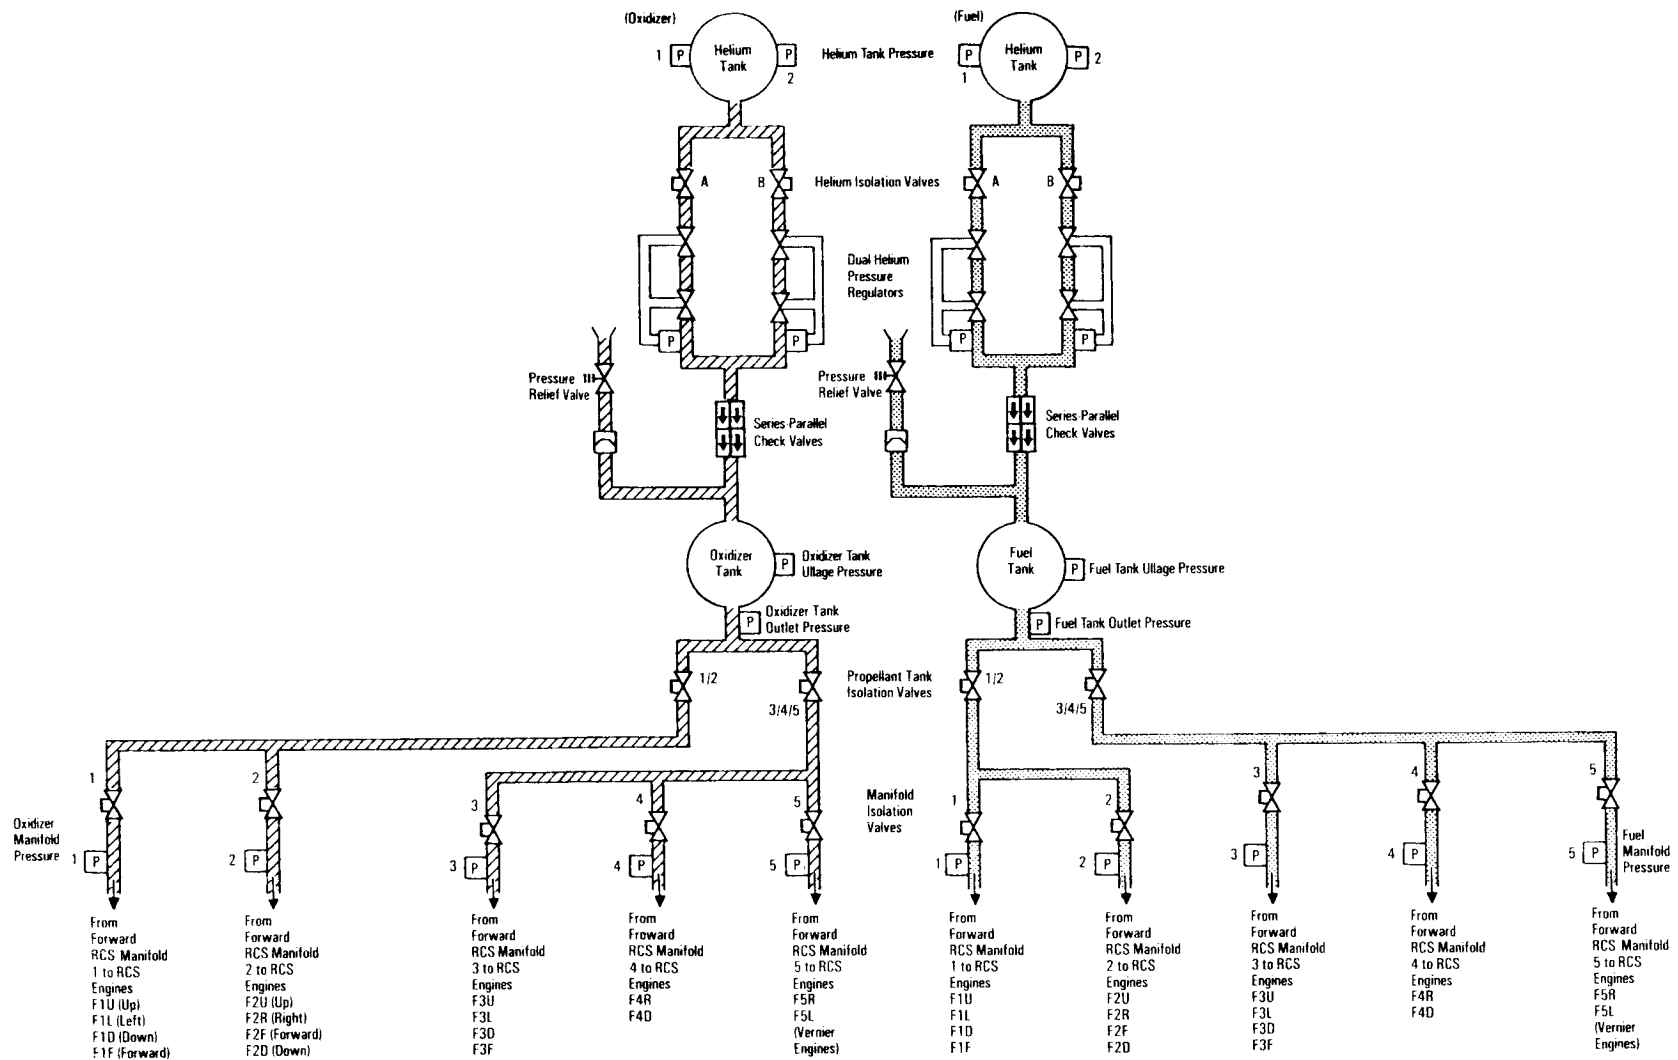 (Oxidizer)
(Fuel)
1
P
Helium
Tank
P
2
Helium Tank Pressure
P
1
Helium
Tank
P
2
A
B
Helium Isolation Valves
A
B
Dual Helium
Pressure
Regulators
P
P
P
P
Pressure
Relief Valve
Pressure
Relief Valve
Series-Parallel
Check Valves
Series-Parallel
Check Valves
Oxidizer
Tank
P
Oxidizer Tank
Ullage Pressure
Fuel
Tank
P
Fuel Tank Ullage Pressure
P
Oxidizer Tank
Outlet Pressure
P
Fuel Tank Outlet Pressure
1/2
3/4/5
Propellant Tank
Isolation Valves
1/2
3/4/5
1
2
3
4
5
Manifold
Isolation
Valves
1
2
3
4
5
Oxidizer
Manifold
Pressure
1
P
2
P
3
P
4
P
5
P
1
P
2
P
3
P
4
P
5
P
Fuel
Manifold
Pressure
From
Forward
RCS Manifold
1 to RCS
Engines
F1U (Up)
F1L (Left)
F1D (Down)
F1F (Forward)
From
Forward
RCS Manifold
2 to RCS
Engines
F2U (Up)
F2R (Right)
F2F (Forward)
F2D (Down)
From
Forward
RCS Manifold
3 to RCS
Engines
F3U
F3L
F3D
F3F
From
Froward
RCS Manifold
4 to RCS
Engines
F4R
F4D
From
Forward
RCS Manifold
5 to RCS
Engines
F5R
F5L
(Vernier
Engines)
From
Forward
RCS Manifold
1 to RCS
Engines
F1U
F1L
F1D
F1F
From
Forward
RCS Manifold
2 to RCS
Engines
F2U
F2R
F2F
F2D
From
Forward
RCS Manifold
3 to RCS
Engines
F3U
F3L
F3D
F3F
From
Forward
RCS Manifold
4 to RCS
Engines
F4R
F4D
From
Forward
RCS Manifold
5 to RCS
Engines
F5R
F5L
(Vernier
Engines)